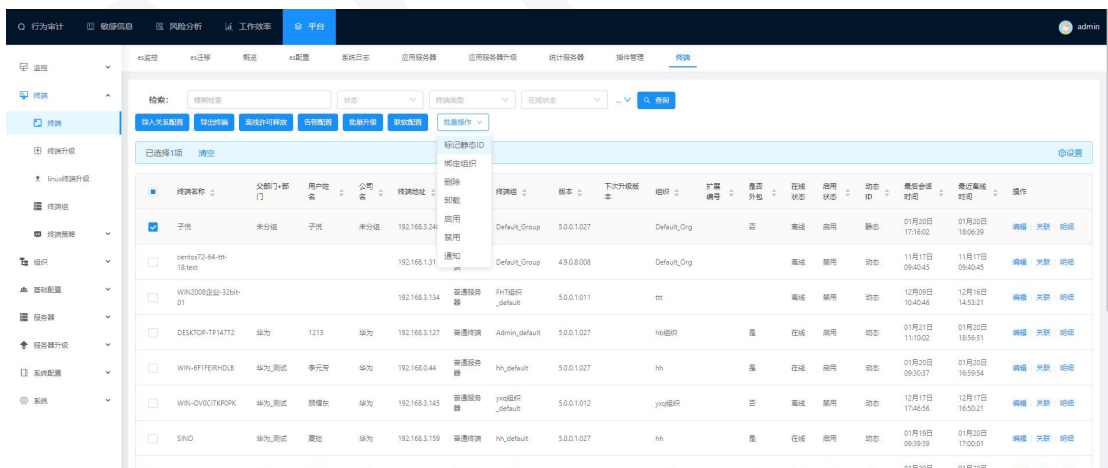 行为审计 敏感信息 风险分析 工作效率 平台 admin
监控
终端
终端
终端升级
linux终端升级
终端组
终端策略
组织
基础配置
服务器
服务器升级
系统配置
系统
es监控 es迁移 概览 es配置 系统日志 应用服务器 应用服务器升级 统计服务器 插件管理 终端
检索: 模糊检索 状态 终端类型 在线状态 ... 查询
导入关系配置 导出终端 离线许可释放 告警配置 批量升级 联软配置 批量操作
标记静态ID
绑定组织
删除
卸载
启用
禁用
通知
已选择1项 清空 设置
终端名称 父部门+部门 用户姓名 公司名 终端地址 终端组 版本 下次升级版本 组织 扩展编号 是否外包 在线状态 启用状态 动态ID 最后会话时间 最近离线时间 操作
子悦 未分组 子悦 未分组 192.168.3.248 Default_Group 5.0.0.1.027 Default_Org 否 离线 启用 静态 01月20日 17:16:02 01月20日 18:06:39 编辑 关联 明细
centos72-64-ttt-18.test 192.168.1.31 端 Default_Group 4.9.0.8.008 Default_Org 离线 禁用 动态 11月17日 09:40:45 11月17日 09:40:45 编辑 关联 明细
WIN2008企业-32bit-01 192.168.3.134 普通服务器 FHT组织_default 5.0.0.1.011 ttt 离线 禁用 动态 12月09日 10:40:46 12月16日 14:53:21 编辑 关联 明细
DESKTOP-TP147T2 华为 1213 华为 192.168.3.127 普通终端 Admin_default 5.0.0.1.027 hb组织 是 在线 启用 动态 01月21日 11:10:02 01月20日 18:56:51 编辑 关联 明细
WIN-6F1FEIRHDLB 华为_测试 李元芳 华为 192.168.0.44 普通服务器 hh_default 5.0.0.1.027 hh 是 在线 启用 动态 01月20日 09:30:37 01月20日 16:59:54 编辑 关联 明细
WIN-OV0CITKP0PK 华为_测试 顾耀东 华为 192.168.3.145 普通服务器 yxq组织_default 5.0.0.1.012 yxq组织 否 离线 禁用 动态 12月17日 17:46:56 12月17日 16:50:21 编辑 关联 明细
SINO 华为_测试 夏怡 华为 192.168.3.159 普通终端 hh_default 5.0.0.1.027 hh 是 在线 启用 动态 01月19日 09:39:39 01月20日 17:00:01 编辑 关联 明细